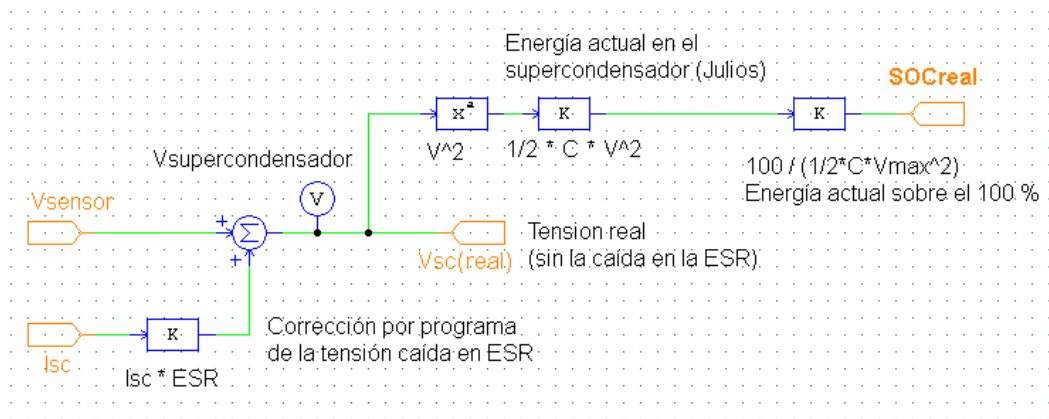 Energía actual en el
supercondensador (Julios)
SOCreal
x^a
K
K
V^2
1/2 * C * V^2
100 / (1/2*C*Vmax^2)
Energía actual sobre el 100 %
Vsupercondensador
V
Vsensor
+
Σ
+
Vsc(real)
Tension real
(sin la caída en la ESR)
K
Isc
Isc * ESR
Corrección por programa
de la tensión caída en ESR